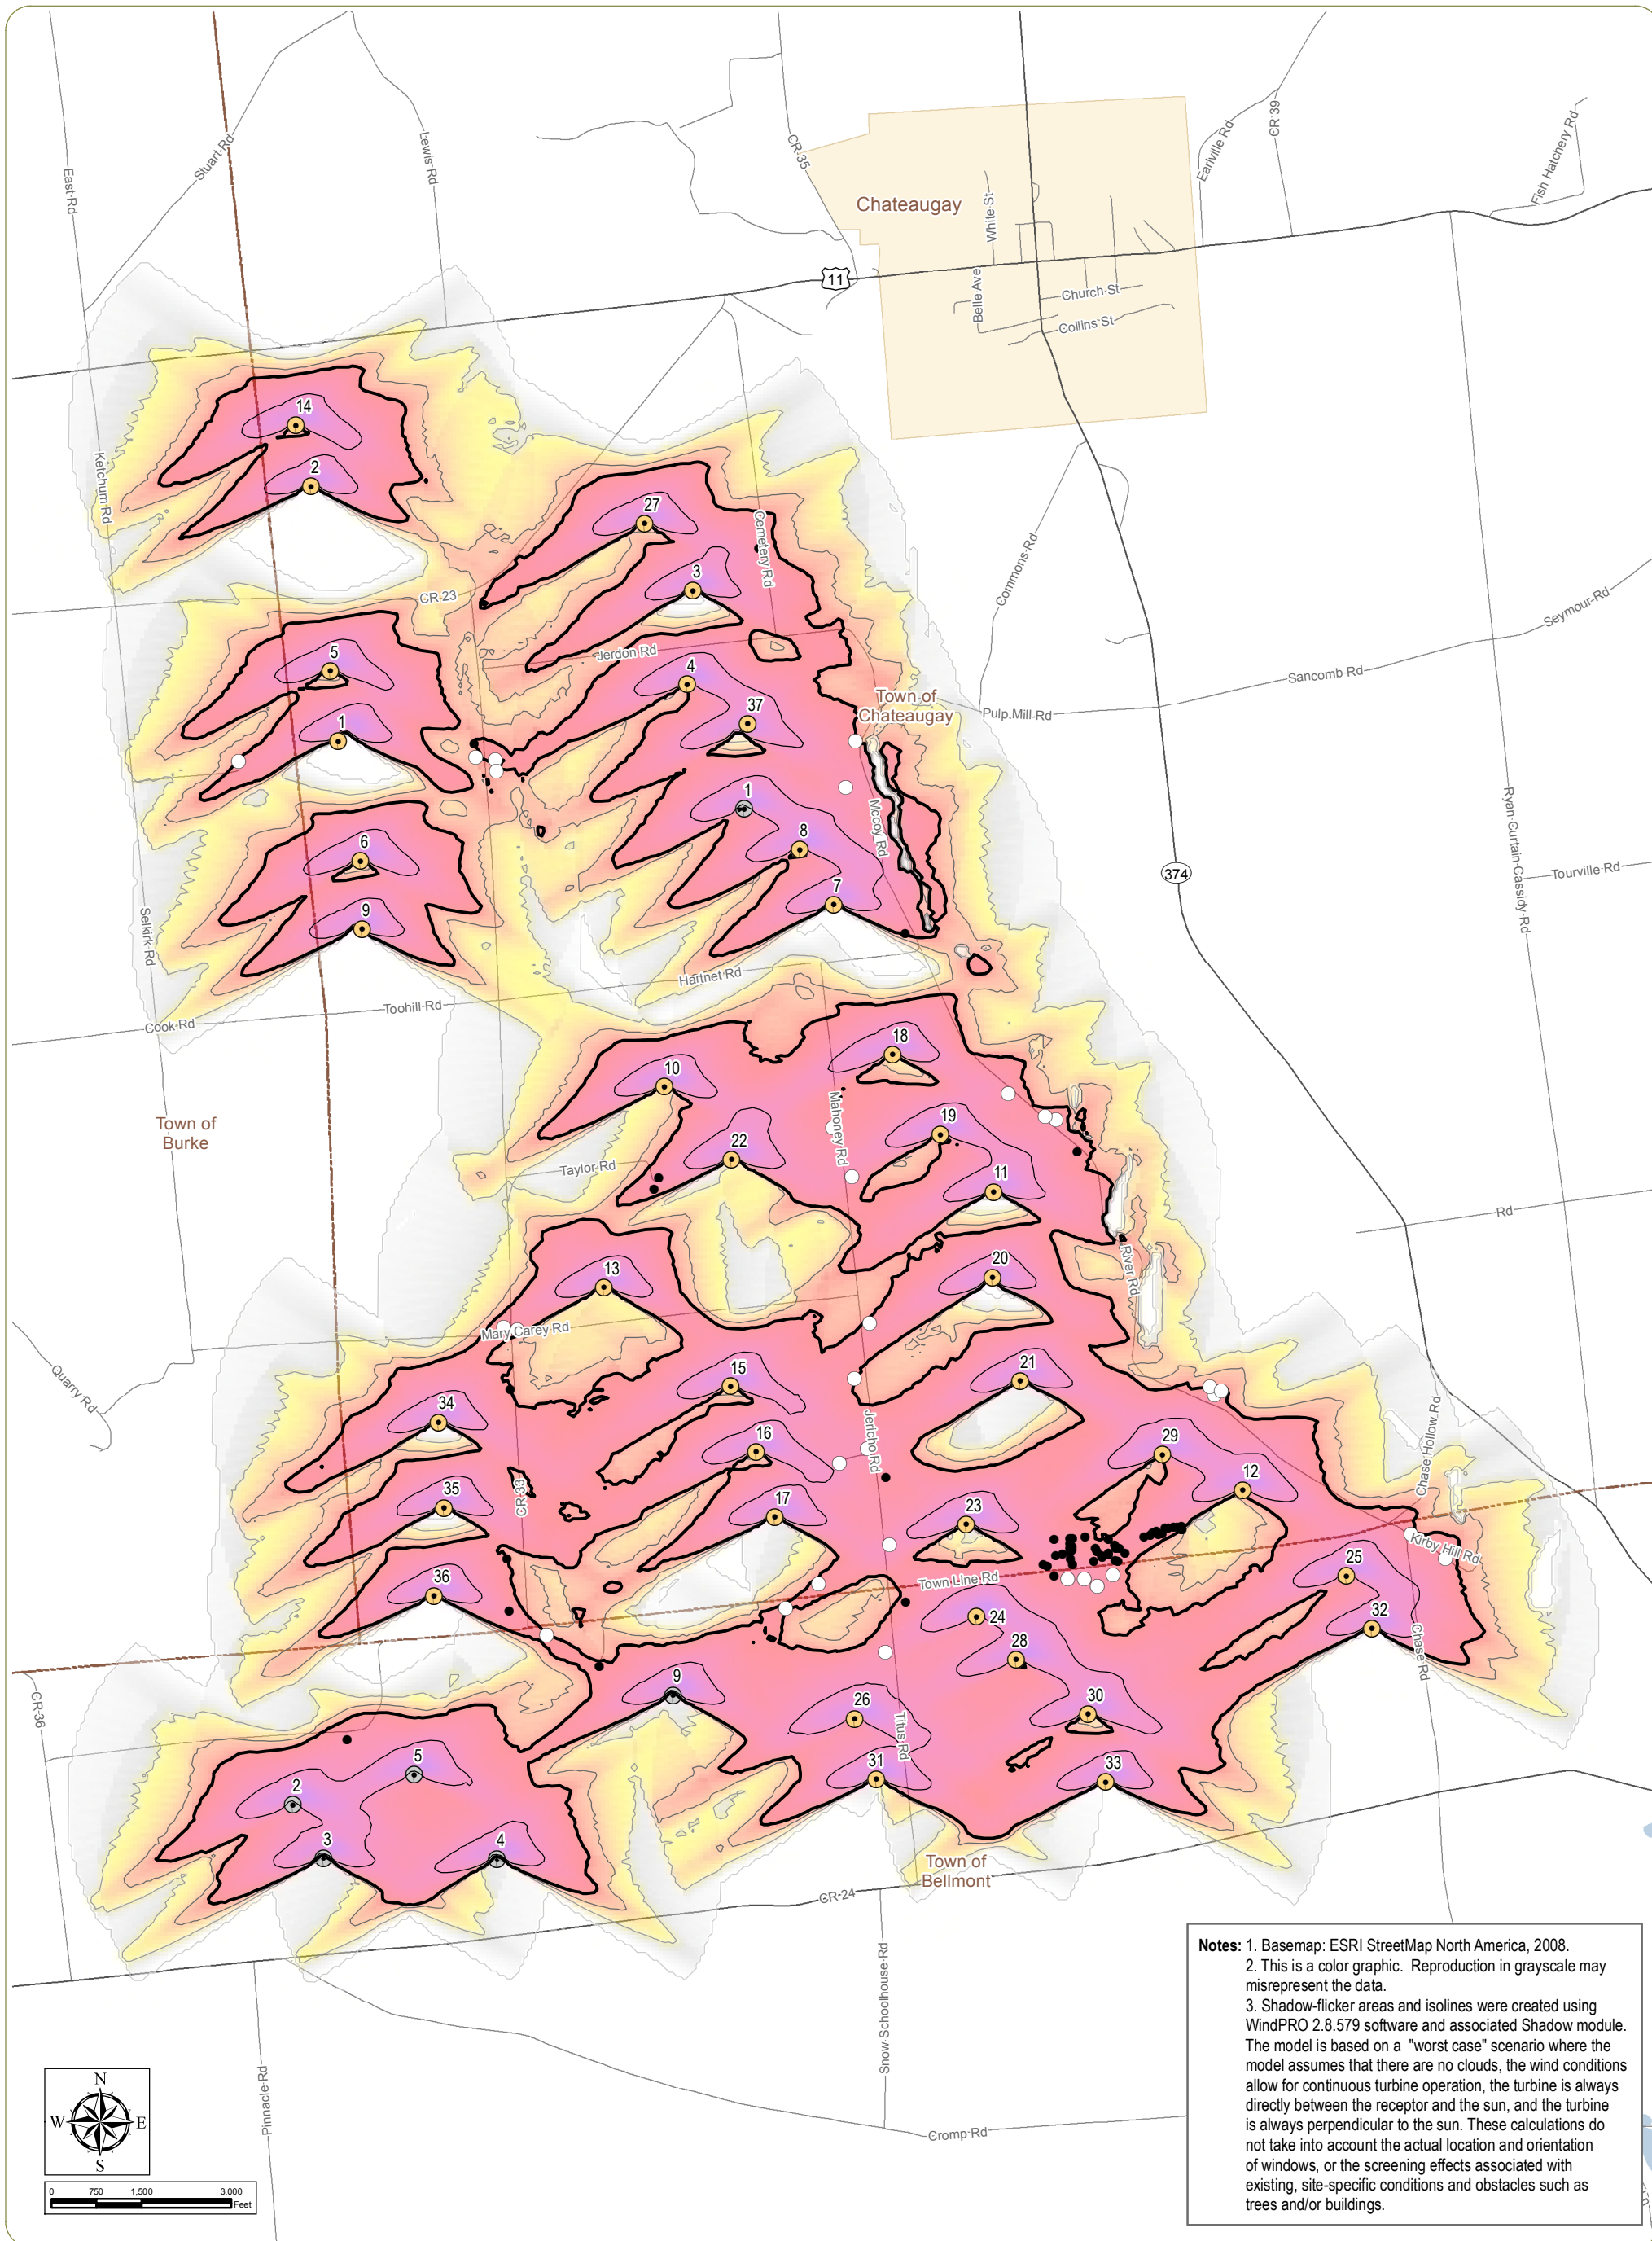 East Rd
Stuart Rd
Lewis Rd
CR 35
Chateaugay
White St
Earlville Rd
CR 39
Fish Hatchery Rd
11
Belle Ave
Church St
Collins St
14
2
Ketchum Rd
27
Cemetery Rd
3
Commons Rd
CR 23
Seymour Rd
5
Jerdon Rd
4
Sancomb Rd
1
37
Town of
Chateaugay
Pulp Mill Rd
1
Mccoy Rd
8
Ryan Curtain Cassidy Rd
6
374
Tourville Rd
7
9
Selkirk Rd
Hartnet Rd
Toohill Rd
Cook Rd
18
10
Mahoney Rd
Town of
Burke
19
22
Taylor Rd
11
Rd
River Rd
13
20
Mary Carey Rd
Quarry Rd
15
21
34
Jericho Rd
Chase Hollow Rd
16
29
12
35
CR 33
17
23
Kirby Hill Rd
25
36
Town Line Rd
24
32
28
Chase Rd
CR 36
9
26
30
Titus Rd
5
2
31
33
3
4
Town of
Bellmont
CR 24
Snow Schoolhouse Rd
Pinnacle Rd
Cromp Rd
N
W
E
S
0 750 1,500 3,000
Feet
Notes: 1. Basemap: ESRI StreetMap North America, 2008.
2. This is a color graphic. Reproduction in grayscale may
misrepresent the data.
3. Shadow-flicker areas and isolines were created using
WindPRO 2.8.579 software and associated Shadow module.
The model is based on a "worst case" scenario where the
model assumes that there are no clouds, the wind conditions
allow for continuous turbine operation, the turbine is always
directly between the receptor and the sun, and the turbine
is always perpendicular to the sun. These calculations do
not take into account the actual location and orientation
of windows, or the screening effects associated with
existing, site-specific conditions and obstacles such as
trees and/or buildings.